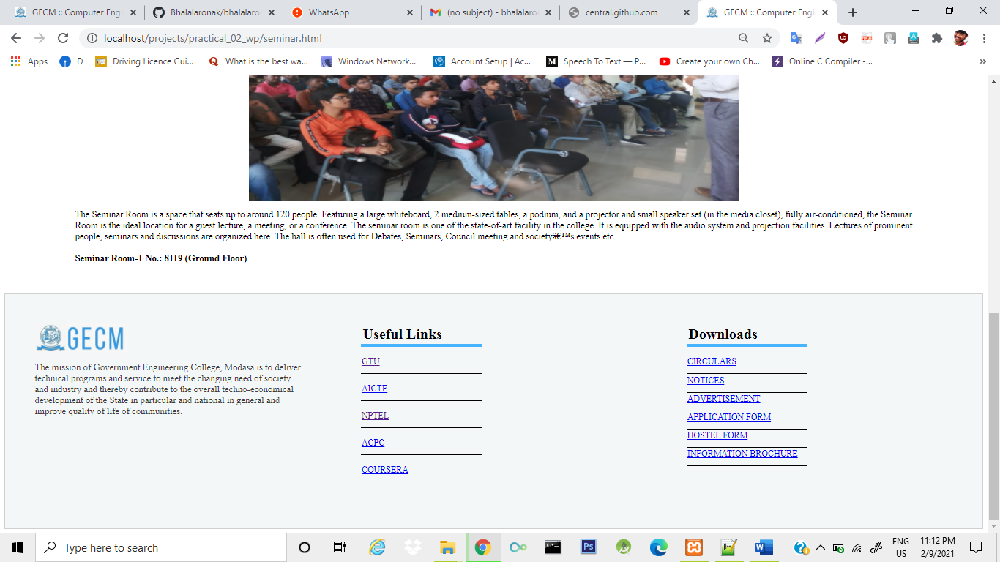 GECM :: Computer Engi
Bhalalaronak/bhalalaron
WhatsApp
(no subject) - bhalalaro
central.github.com
GECM :: Computer Engi
localhost/projects/practical_02_wp/seminar.html
Apps
D
Driving Licence Gui...
What is the best wa...
Windows Network...
Account Setup | Ac...
Speech To Text — P...
Create your own Ch...
Online C Compiler -...
The Seminar Room is a space that seats up to around 120 people. Featuring a large whiteboard, 2 medium-sized tables, a podium, and a projector and small speaker set (in the media closet), fully air-conditioned, the Seminar
Room is the ideal location for a guest lecture, a meeting, or a conference. The seminar room is one of the state-of-art facility in the college. It is equipped with the audio system and projection facilities. Lectures of prominent
people, seminars and discussions are organized here. The hall is often used for Debates, Seminars, Council meeting and societyâ€™s events etc.
Seminar Room-1 No.: 8119 (Ground Floor)
GECM
The mission of Government Engineering College, Modasa is to deliver
technical programs and service to meet the changing need of society
and industry and thereby contribute to the overall techno-economical
development of the State in particular and national in general and
improve quality of life of communities.
Useful Links
GTU
AICTE
NPTEL
ACPC
COURSERA
Downloads
CIRCULARS
NOTICES
ADVERTISEMENT
APPLICATION FORM
HOSTEL FORM
INFORMATION BROCHURE
Type here to search
ENG
US
11:12 PM
2/9/2021